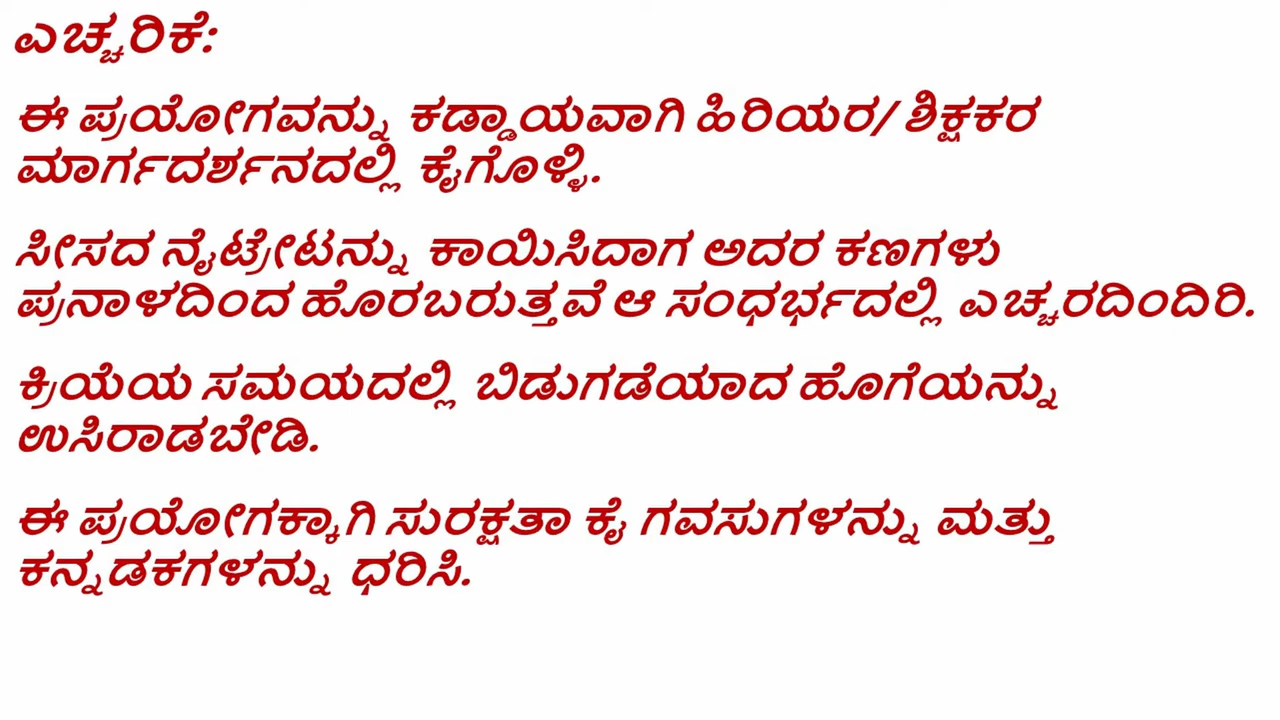 ಎಚ್ಚರಿಕೆ:
ಈ ಪ್ರಯೋಗವನ್ನು ಕಡ್ಡಾಯವಾಗಿ ಹಿರಿಯರ/ ಶಿಕ್ಷಕರ
ಮಾರ್ಗದರ್ಶನದಲ್ಲಿ ಕೈಗೊಳ್ಳಿ.
ಸೀಸದ ನೈಟ್ರೇಟನ್ನು ಕಾಯಿಸಿದಾಗ ಅದರ ಕಣಗಳು
ಪ್ರನಾಳದಿಂದ ಹೊರಬರುತ್ತವೆ ಆ ಸಂಧರ್ಭದಲ್ಲಿ ಎಚ್ಚರದಿಂದಿರಿ.
ಕ್ರಿಯೆಯ ಸಮಯದಲ್ಲಿ ಬಿಡುಗಡೆಯಾದ ಹೊಗೆಯನ್ನು
ಉಸಿರಾಡಬೇಡಿ.
ಈ ಪ್ರಯೋಗಕ್ಕಾಗಿ ಸುರಕ್ಷತಾ ಕೈ ಗವಸುಗಳನ್ನು ಮತ್ತು
ಕನ್ನಡಕಗಳನ್ನು ಧರಿಸಿ.